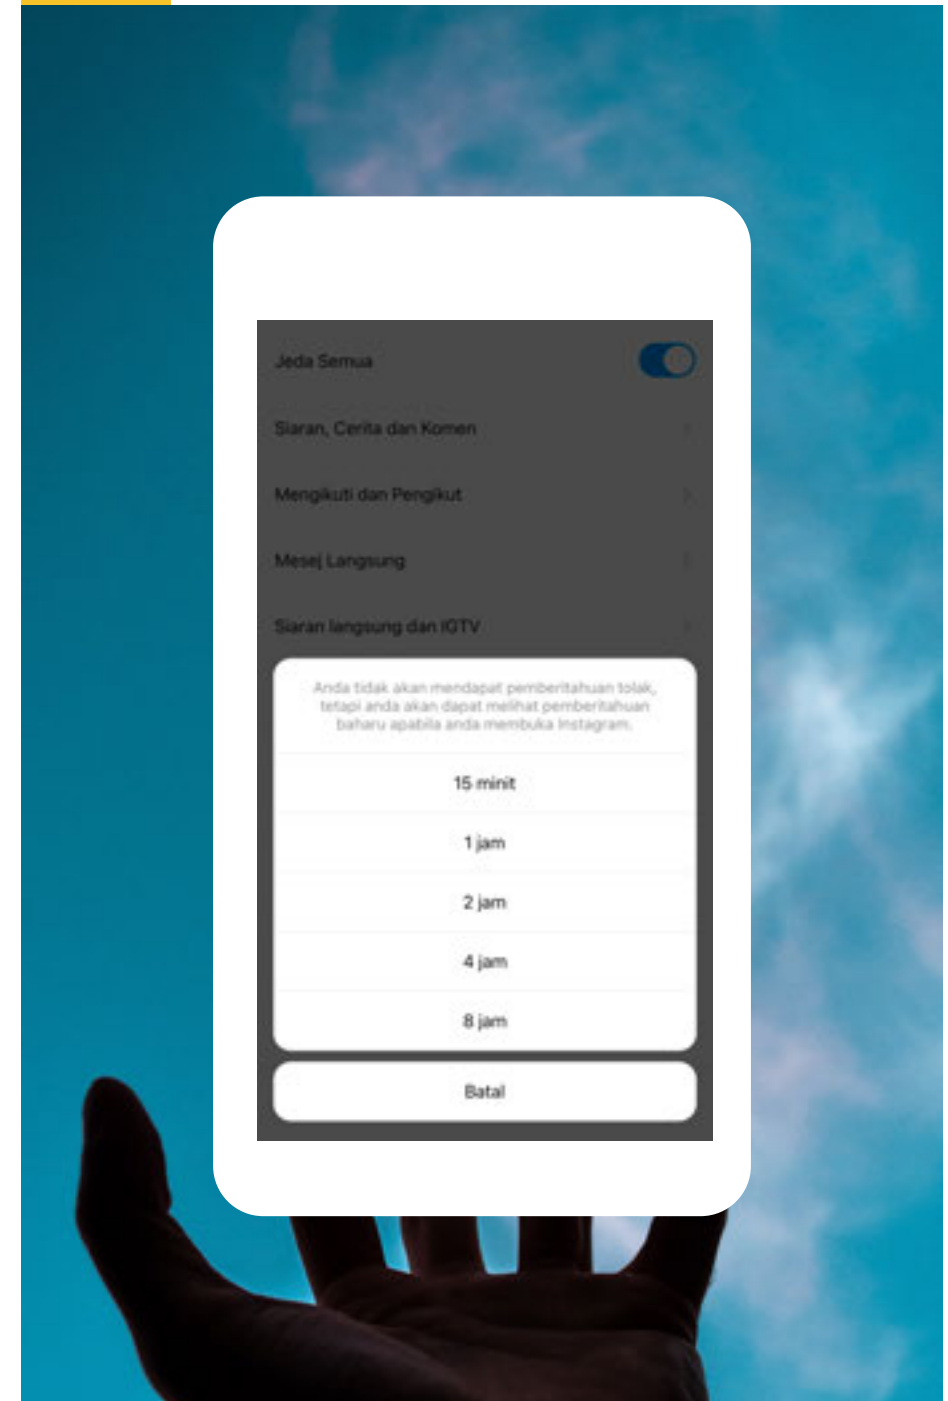 Jeda Semua
Siaran, Cerita dan Komen
Mengikuti dan Pengikut
Mesej Langsung
Siaran langsung dan IGTV
Anda tidak akan mendapat pemberitahuan tolak,
tetapi anda akan dapat melihat pemberitahuan
baharu apabila anda membuka Instagram.
15 minit
1 jam
2 jam
4 jam
8 jam
Batal